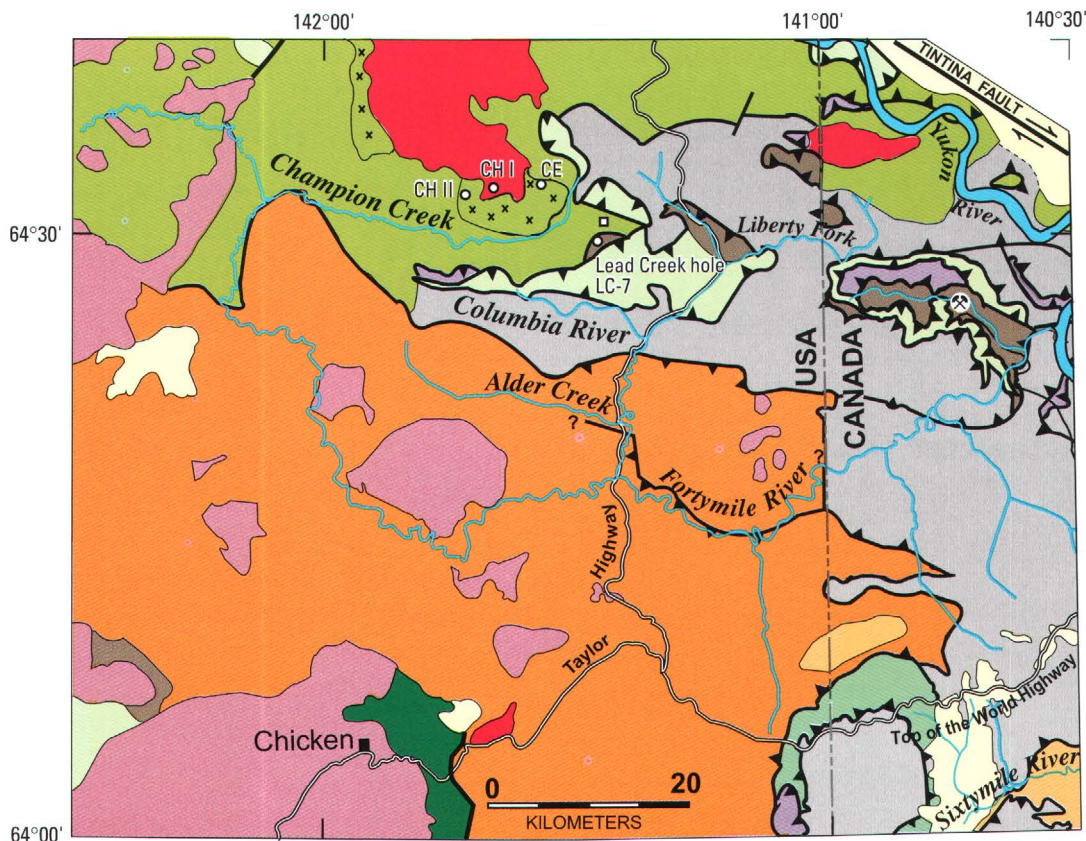 142°00'
141°00'
140°30'
TINTINA FAULT
Yukon
River
CH I
CE
CH II
Champion Creek
64°30'
Liberty Fork
Lead Creek hole
LC-7
Columbia River
USA
CANADA
Alder Creek
?
?
Fortymile River
Highway
Taylor
Top of the World Highway
Chicken
0 20
KILOMETERS
Sixtymile River
64°00'